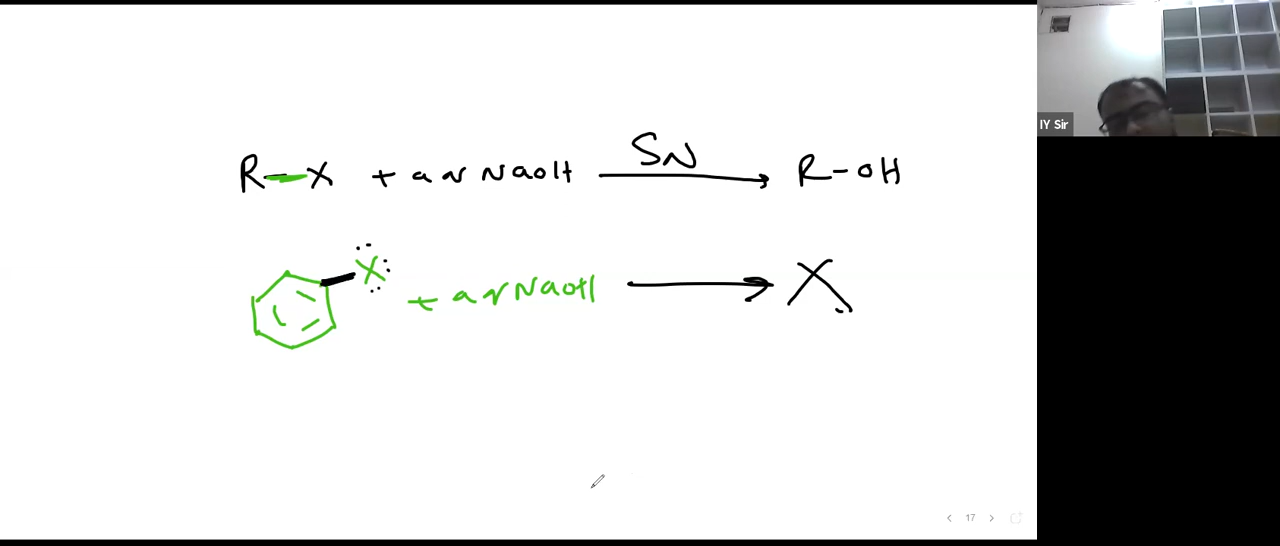 R-X + aq NaOH SN R-OH
X + aq NaOH X
IY Sir
17